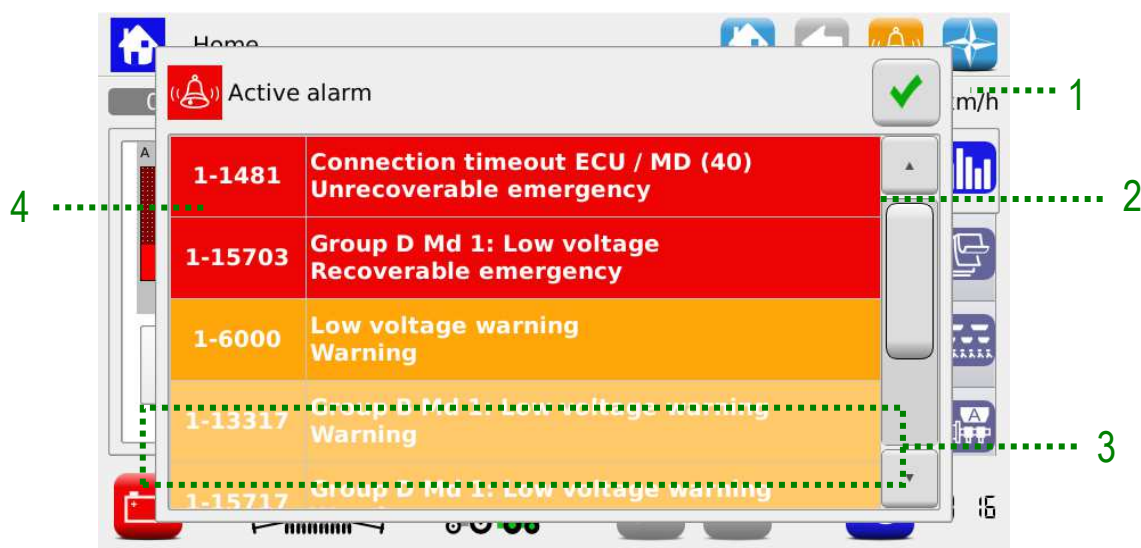 Home
Active alarm
km/h
1
A
1-1481
Connection timeout ECU / MD (40)
Unrecoverable emergency
4
2
1-15703
Group D Md 1: Low voltage
Recoverable emergency
1-6000
Low voltage warning
Warning
1-13317
Group D Md 1: Low voltage warning
Warning
A
3
1-15717
Group D Md 1: Low voltage warning
16